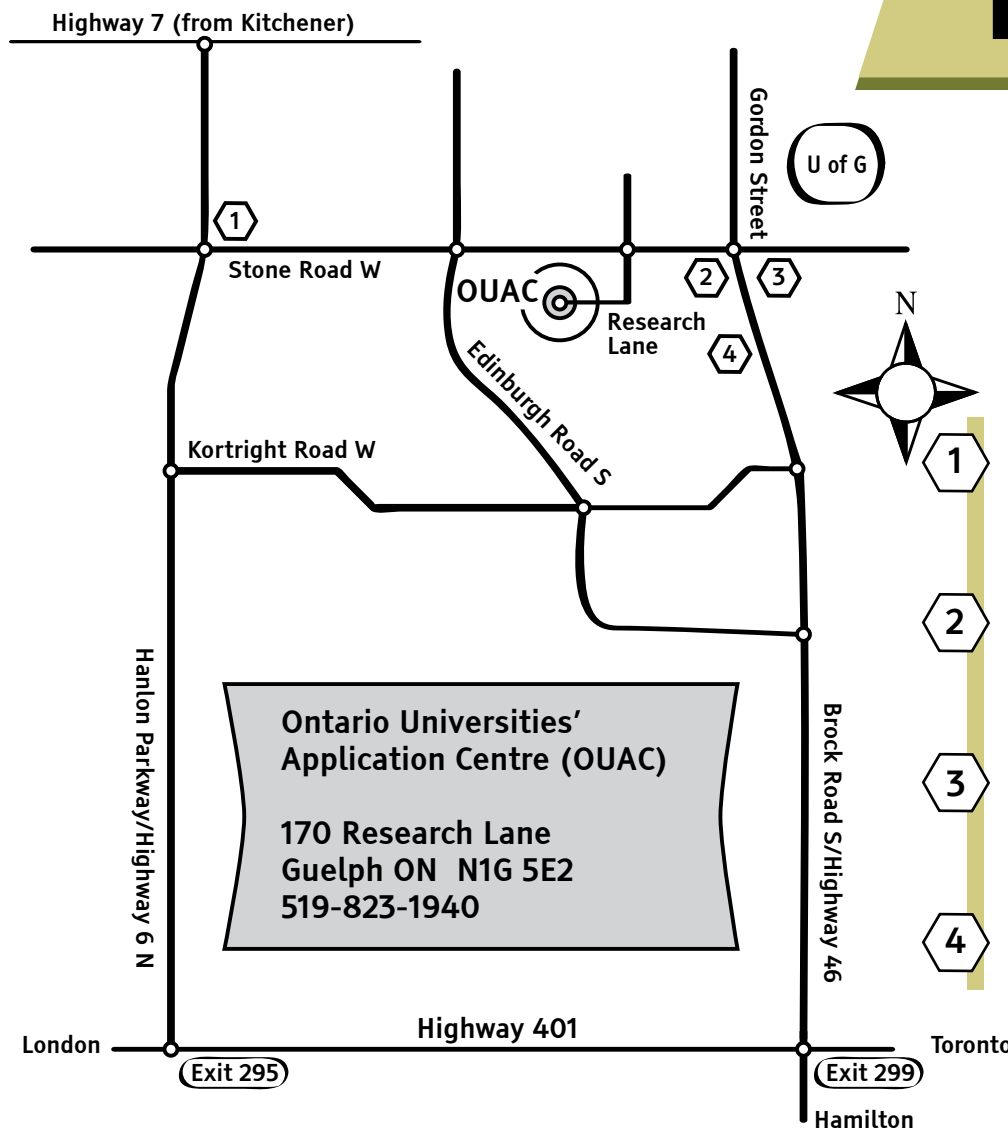 Highway 7 (from Kitchener)
Gordon Street
U of G
1
Stone Road W
2
3
OUAC
N
Research
Lane
4
Edinburgh Road S
Kortright Road W
1
2
Hanlon Parkway/Highway 6 N
Ontario Universities'
Application Centre (OUAC)
170 Research Lane
Guelph ON N1G 5E2
519-823-1940
Brock Road S/Highway 46
3
4
Highway 401
London
Toronto
Exit 295
Exit 299
Hamilton